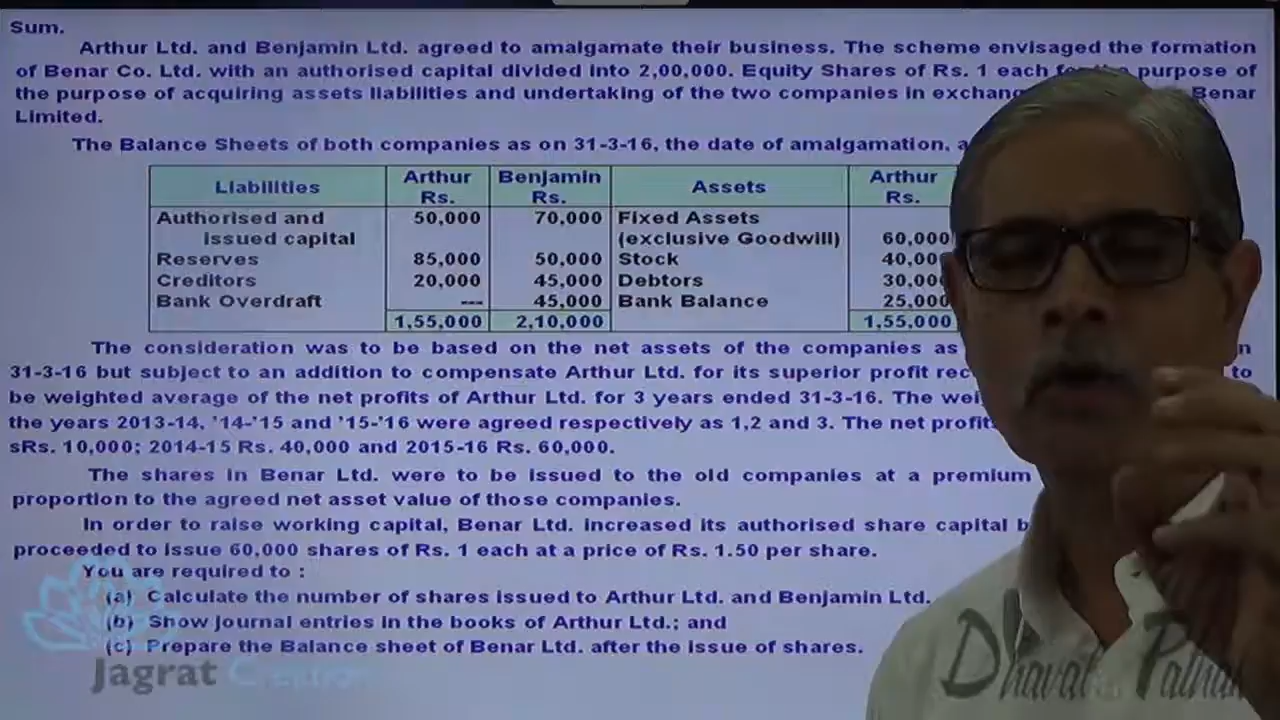 Sum.
Arthur Ltd. and Benjamin Ltd. agreed to amalgamate their business. The scheme envisaged the formation
of Benar Co. Ltd. with an authorised capital divided into 2,00,000. Equity Shares of Rs. 1 each purpose of
the purpose of acquiring assets liabilities and undertaking of the two companies in Benar
Limited.
The Balance Sheets of both companies as on 31-3-16, the date of amalgamation,
Liabilities Arthur Rs. Benjamin Rs. Assets Arthur Rs.
Authorised and 50,000 70,000 Fixed Assets
issued capital (exclusive Goodwill) 60,000
Reserves 85,000 50,000 Stock
Creditors 20,000 45,000 Debtors
Bank Overdraft --- 45,000 Bank Balance 25,000
1,55,000 2,10,000 1,55,000
The consideration was to be based on the net assets of the companies as
31-3-16 but subject to an addition to compensate Arthur Ltd. for its superior profit to
be weighted average of the net profits of Arthur Ltd. for 3 years ended 31-3-16. The
the years 2013-14, '14-'15 and '15-'16 were agreed respectively as 1,2 and 3. The net
sRs. 10,000; 2014-15 Rs. 40,000 and 2015-16 Rs. 60,000.
The shares in Benar Ltd. were to be issued to the old companies at a premium
proportion to the agreed net asset value of those companies.
In order to raise working capital, Benar Ltd. increased its authorised share capital
proceeded to issue 60,000 shares of Rs. 1 each at a price of Rs. 1.50 per share.
You are required to :
(a) Calculate the number of shares issued to Arthur Ltd. and Benjamin Ltd.
(b) Show journal entries in the books of Arthur Ltd.; and
(c) Prepare the Balance sheet of Benar Ltd. after the issue of shares.
Jagrat Creation
Dhaval Pathak